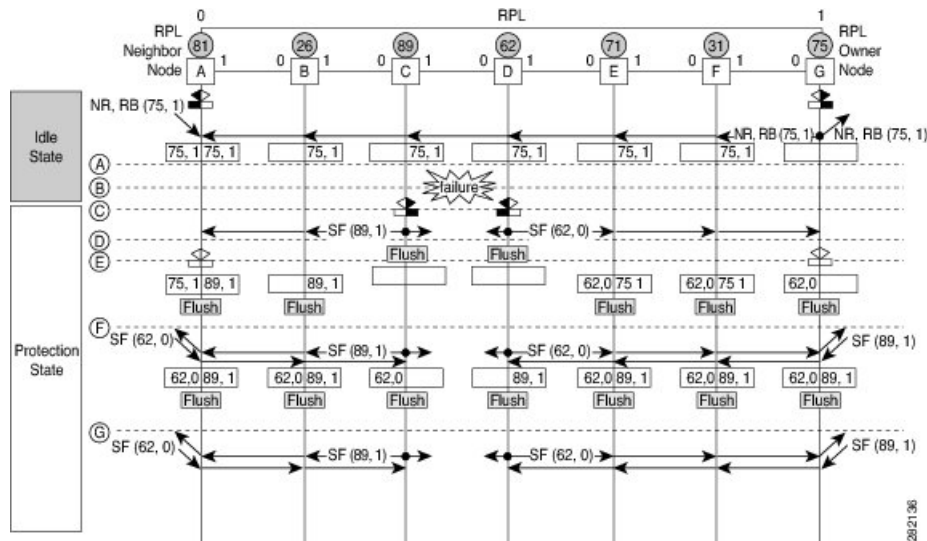 0 RPL 1
RPL Neighbor Node
81 26 89 62 71 31 75
RPL Owner Node
A 1 0 B 1 0 C 1 0 D 1 0 E 1 0 F 1 0 G
Idle State
NR, RB (75, 1)
NR, RB (75, 1) NR, RB (75, 1)
75, 1 75, 1 75, 1 75, 1 75, 1 75, 1 75, 1
A
B
failure
C
SF (89, 1) SF (62, 0)
D
Flush Flush
E
75, 1 89, 1 89, 1 62,0 75 1 62,0 75 1 62,0
Flush Flush Flush Flush Flush
Protection State
F
SF (62, 0) SF (89, 1) SF (62, 0) SF (89, 1)
62,0 89, 1 62,0 89, 1 62,0 89, 1 62,0 89, 1 62,0 89, 1 62,0 89, 1
Flush Flush Flush Flush Flush Flush Flush
G
SF (62, 0) SF (89, 1) SF (62, 0) SF (89, 1)
282136